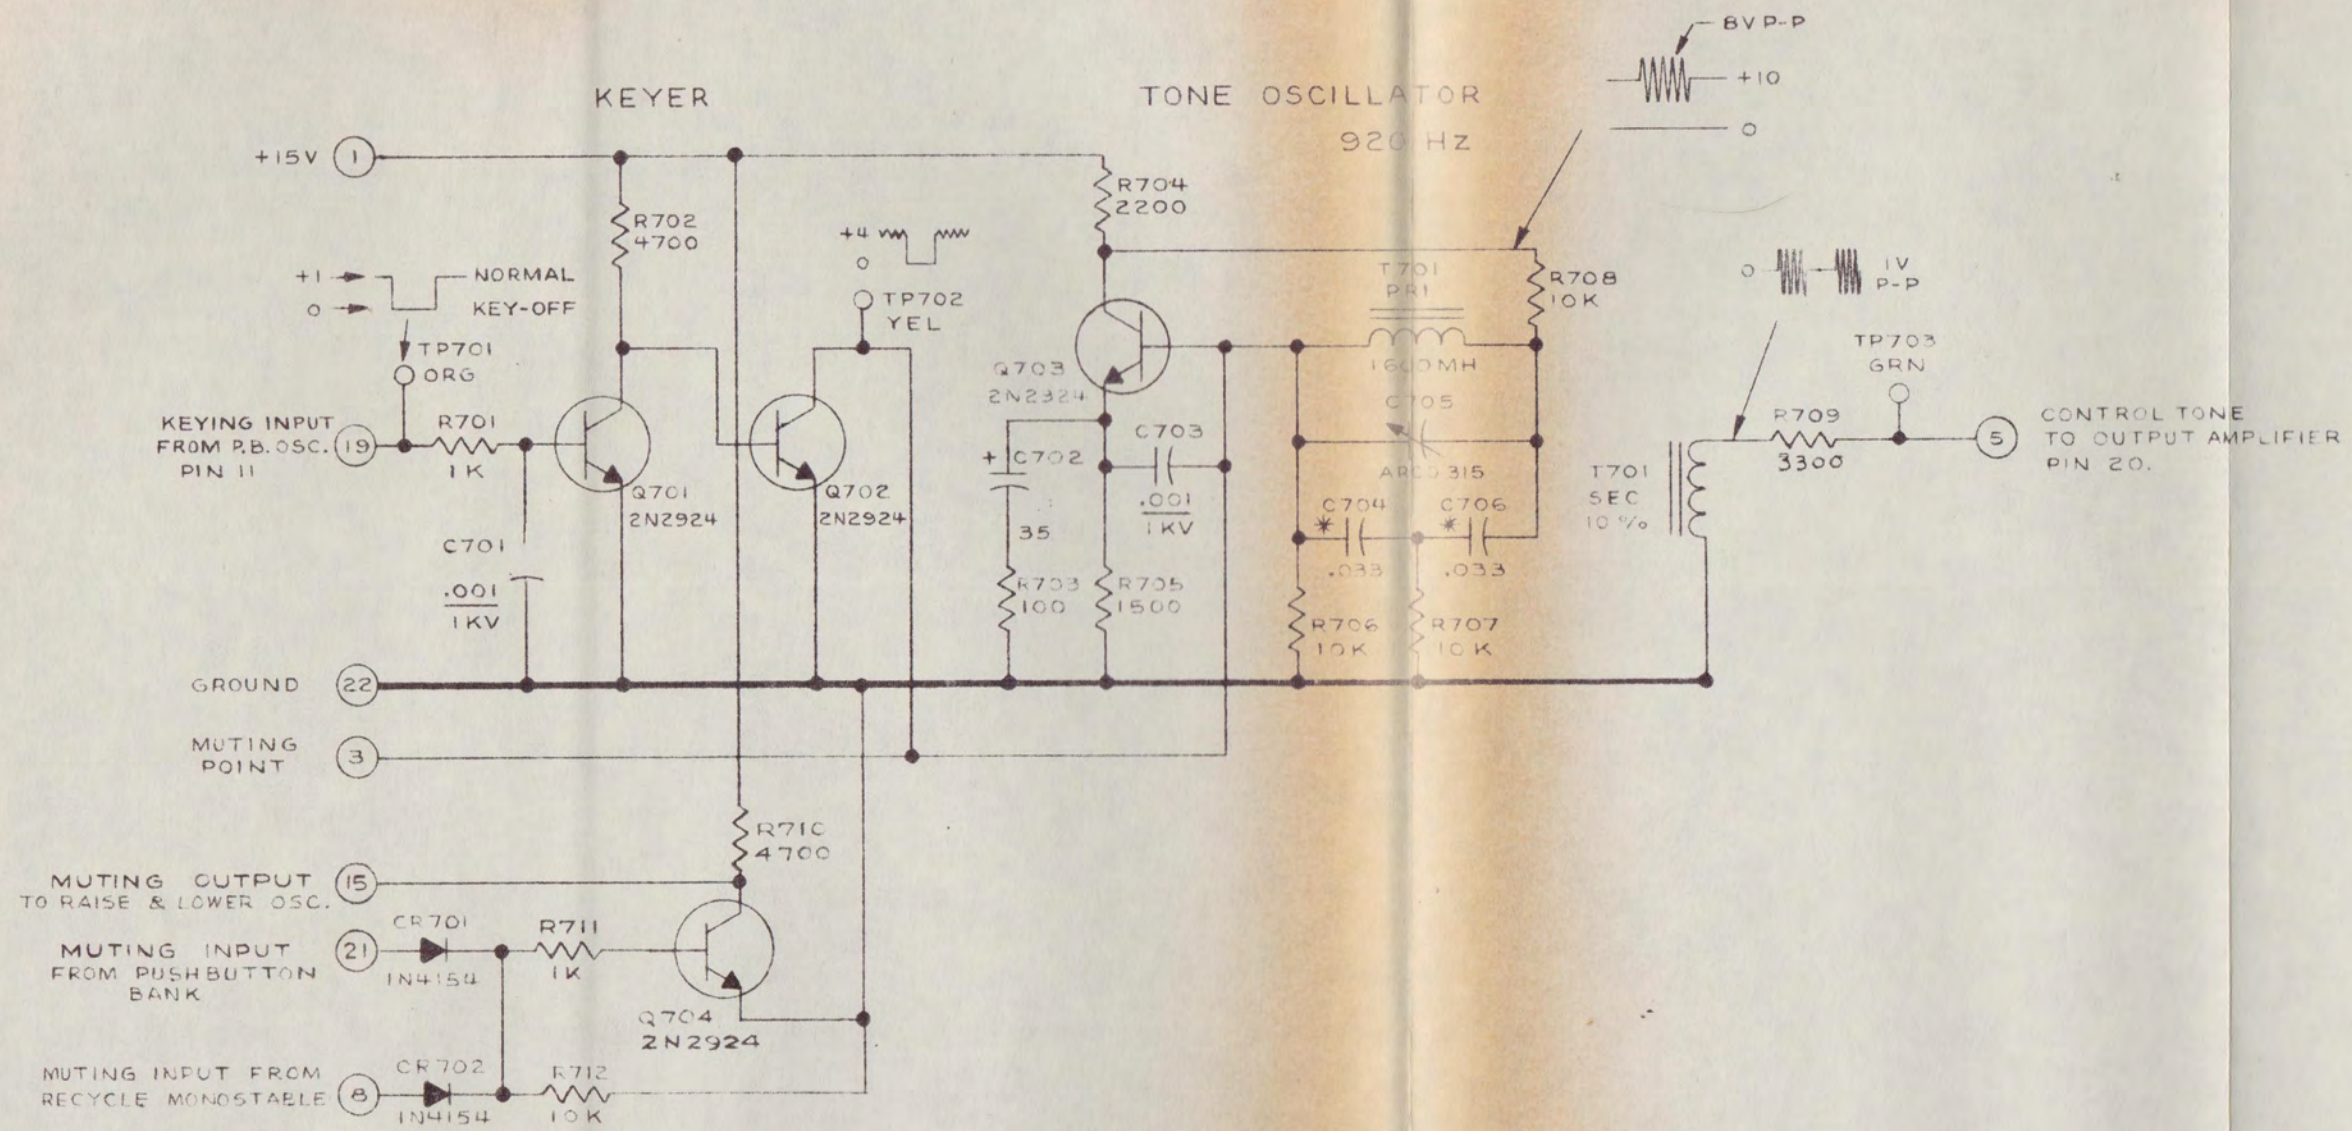 8V P-P
+10
0
KEYER
TONE OSCILLATOR
920 HZ
+15V
1
R702
4700
R704
2200
+4
0
TP702
YEL
+1
NORMAL
0
KEY-OFF
TP701
ORG
T701
PRI
1600MH
R708
10K
0
1V
P-P
TP703
GRN
Q703
2N2924
C705
ARCO 315
KEYING INPUT
FROM P.B. OSC.
PIN 11
19
R701
1K
Q701
2N2924
Q702
2N2924
+
C702
35
C703
.001
1KV
R709
3300
5
CONTROL TONE
TO OUTPUT AMPLIFIER
PIN 20.
T701
SEC
10%
* C704
.033
* C706
.033
C701
.001
1KV
R703
100
R705
1500
R706
10K
R707
10K
GROUND
22
MUTING
POINT
3
R710
4700
MUTING OUTPUT
TO RAISE & LOWER OSC.
15
CR701
1N4154
R711
1K
MUTING INPUT
FROM PUSHBUTTON
BANK
21
Q704
2N2924
MUTING INPUT FROM
RECYCLE MONOSTABLE
8
CR702
1N4154
R712
10K